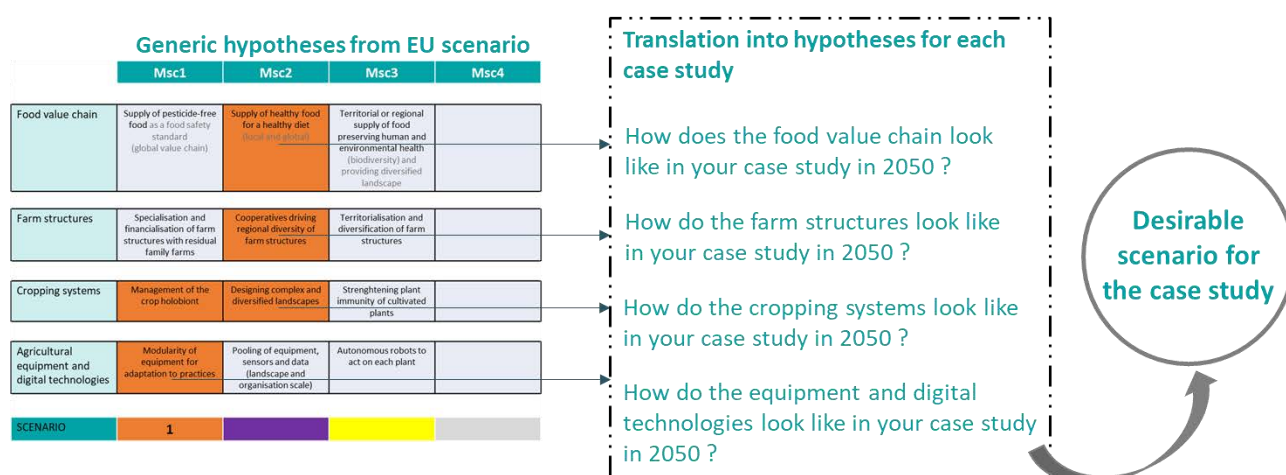 Generic hypotheses from EU scenario
Msc1 Msc2 Msc3 Msc4
Food value chain
Supply of pesticide-free
food as a food safety
standard
(global value chain)
Supply of healthy food
for a healthy diet
(local and global)
Territorial or regional
supply of food
preserving human and
environmental health
(biodiversity) and
providing diversified
landscape
Farm structures
Specialisation and
financialisation of farm
structures with residual
family farms
Cooperatives driving
regional diversity of
farm structures
Territorialisation and
diversification of farm
structures
Cropping systems
Management of the
crop holobiont
Designing complex and
diversified landscapes
Strenghtening plant
immunity of cultivated
plants
Agricultural
equipment and
digital technologies
Modularity of
equipment for
adaptation to practices
Pooling of equipment,
sensors and data
(landscape and
organisation scale)
Autonomous robots to
act on each plant
SCENARIO
1
Translation into hypotheses for each
case study
How does the food value chain look
like in your case study in 2050 ?
How do the farm structures look like
in your case study in 2050 ?
How do the cropping systems look like
in your case study in 2050 ?
How do the equipment and digital
technologies look like in your case study
in 2050 ?
Desirable
scenario for
the case study